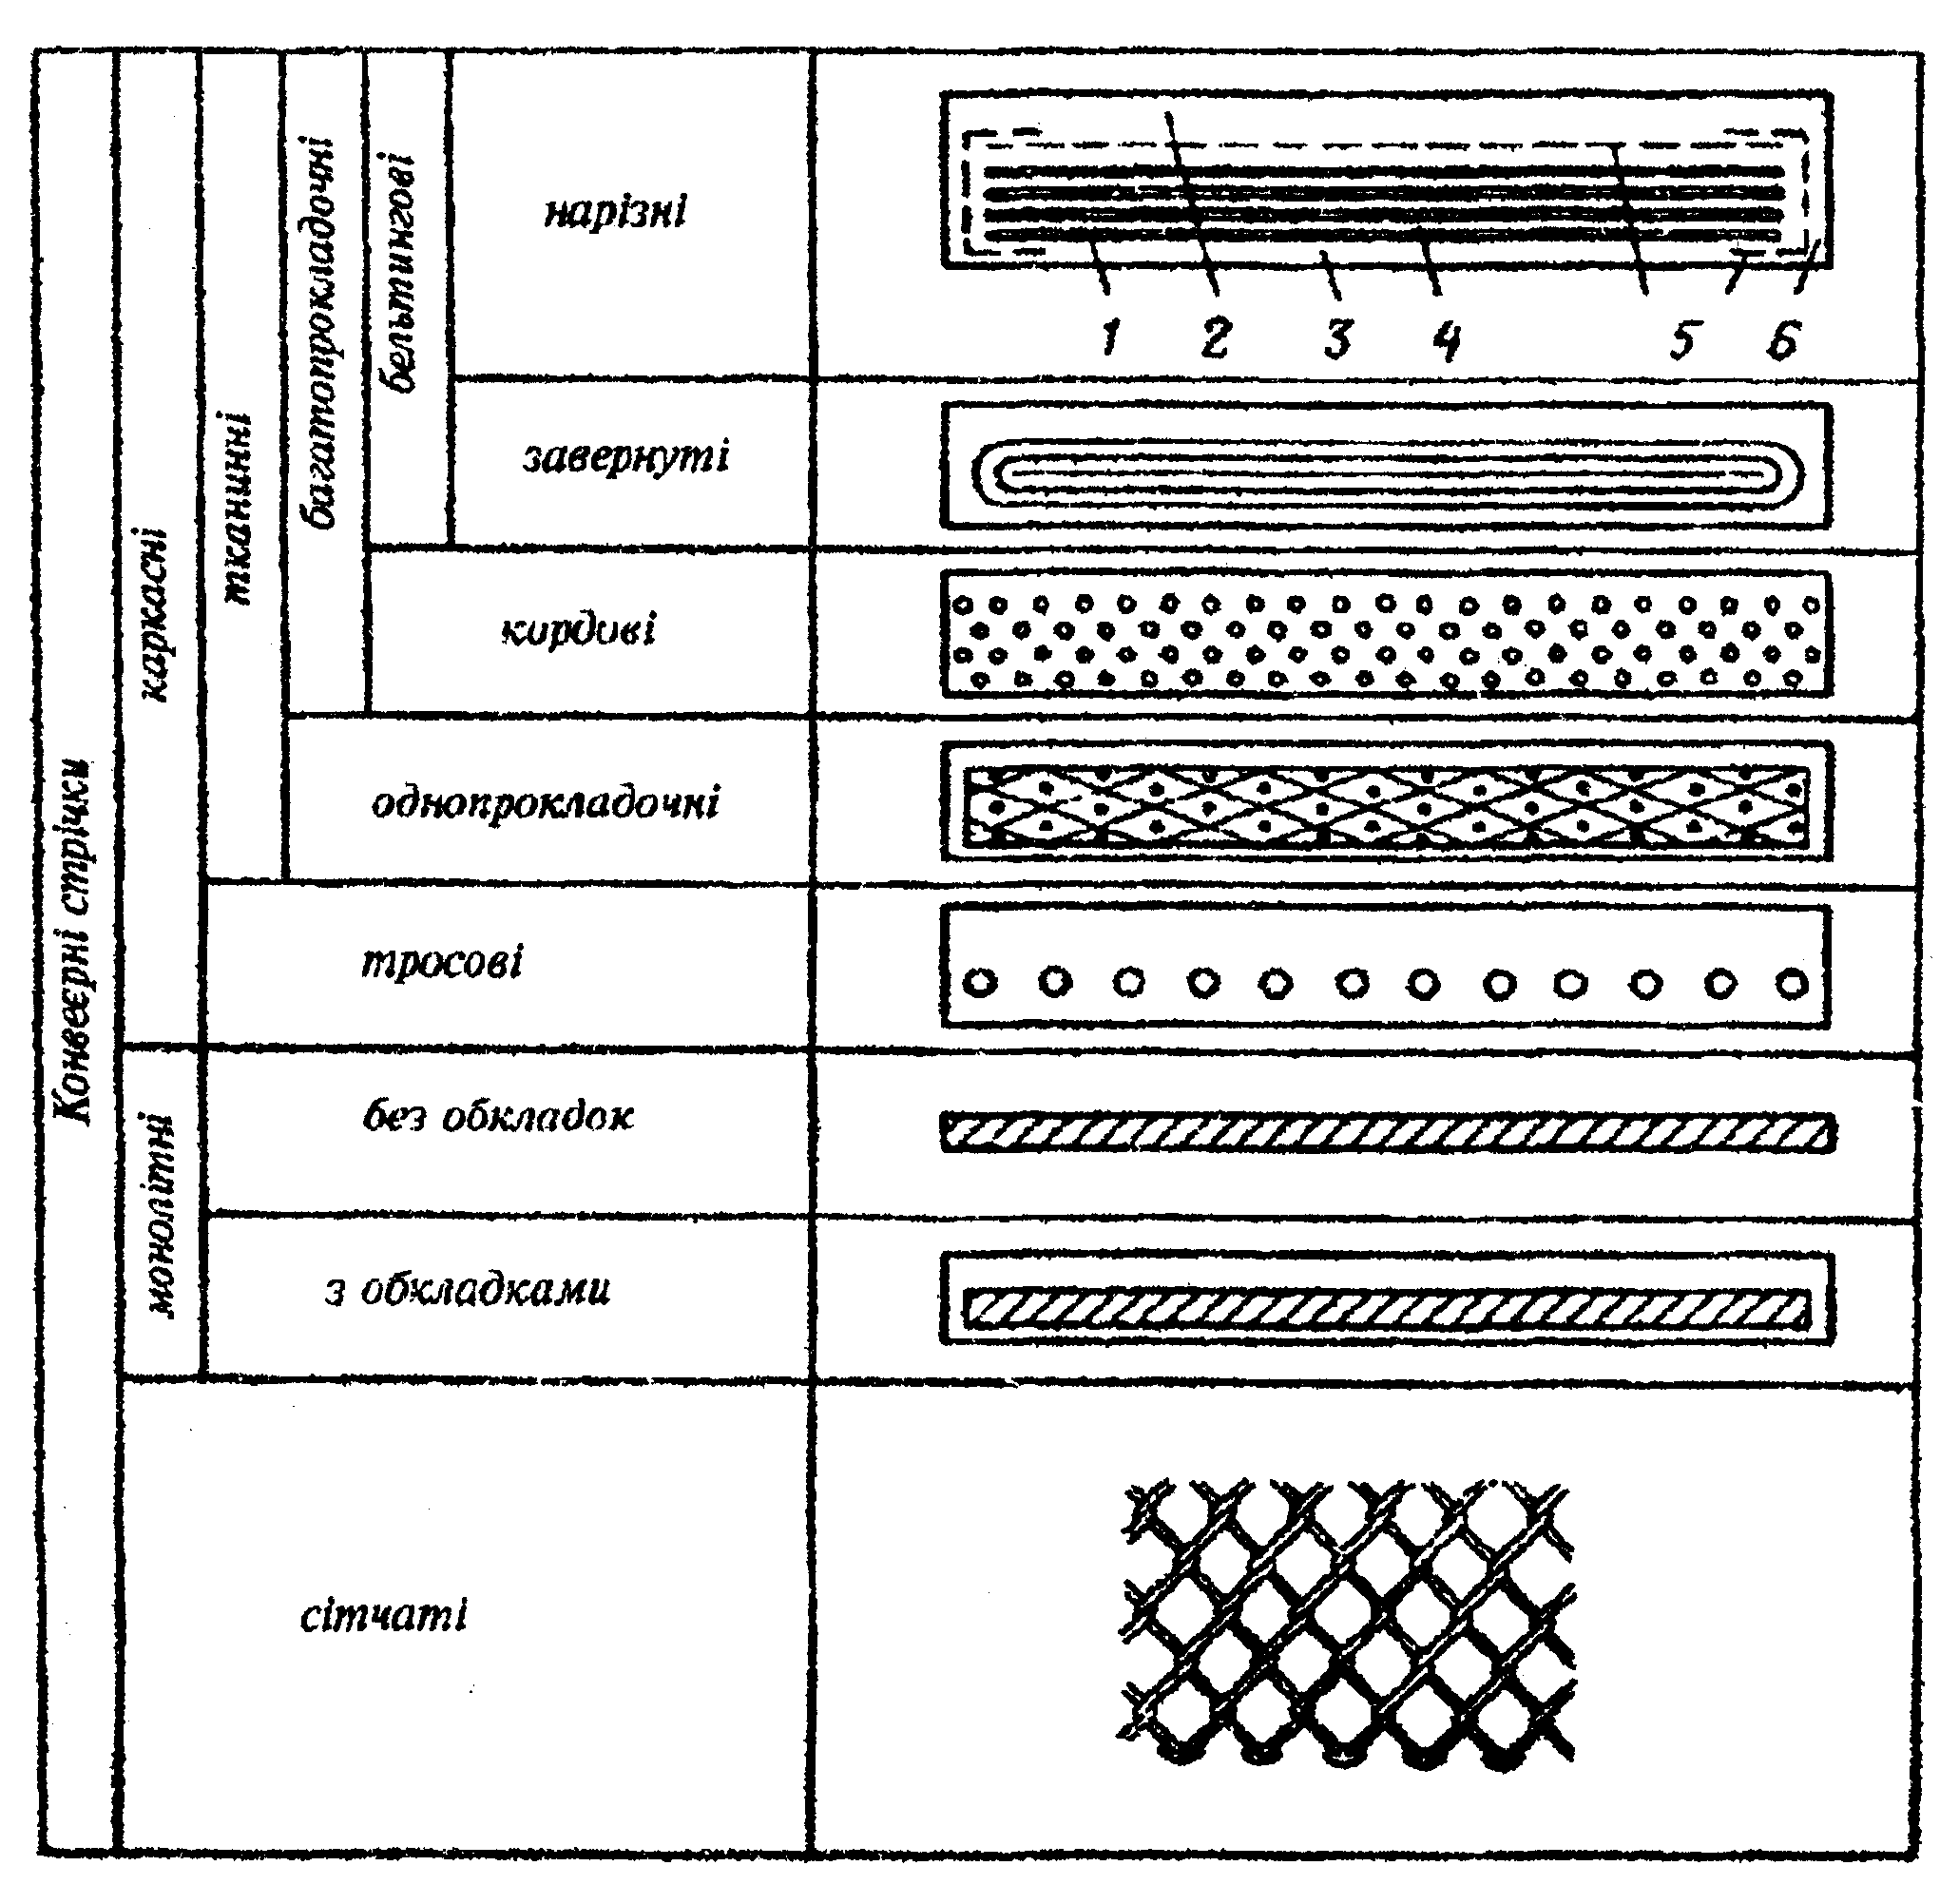 Конвеєрні стрічки
каркасні
тканинні
багатопрокладочні
бельтингові
нарізні
1 2 3 4 5 6
завернуті
кордові
однопрокладочні
тросові
монолітні
без обкладок
з обкладками
сітчаті